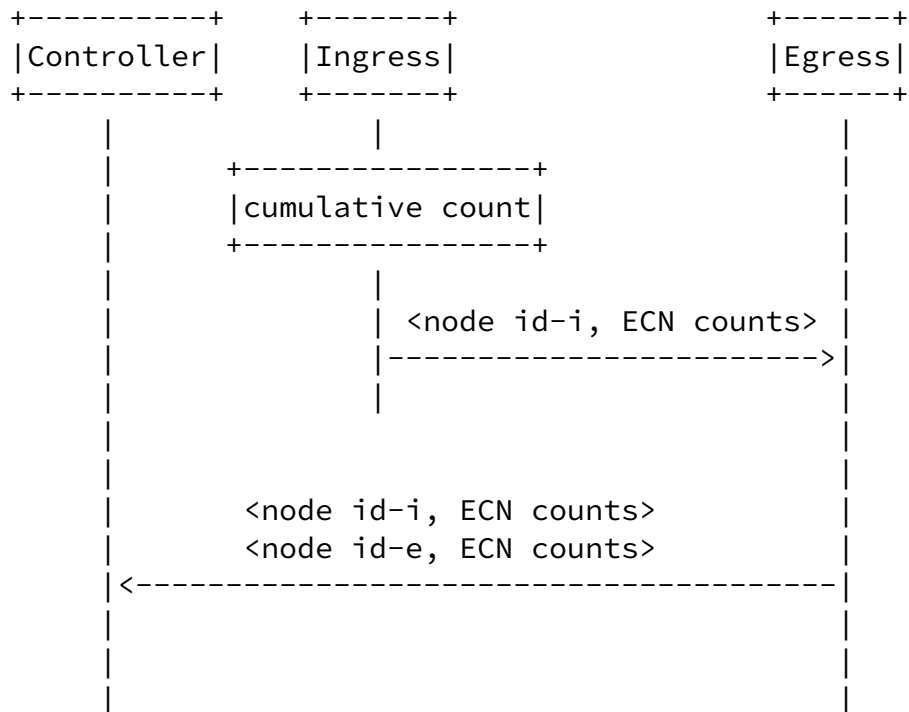 Controller Ingress Egress
cumulative count
<node id-i, ECN counts>
<node id-i, ECN counts>
<node id-e, ECN counts>